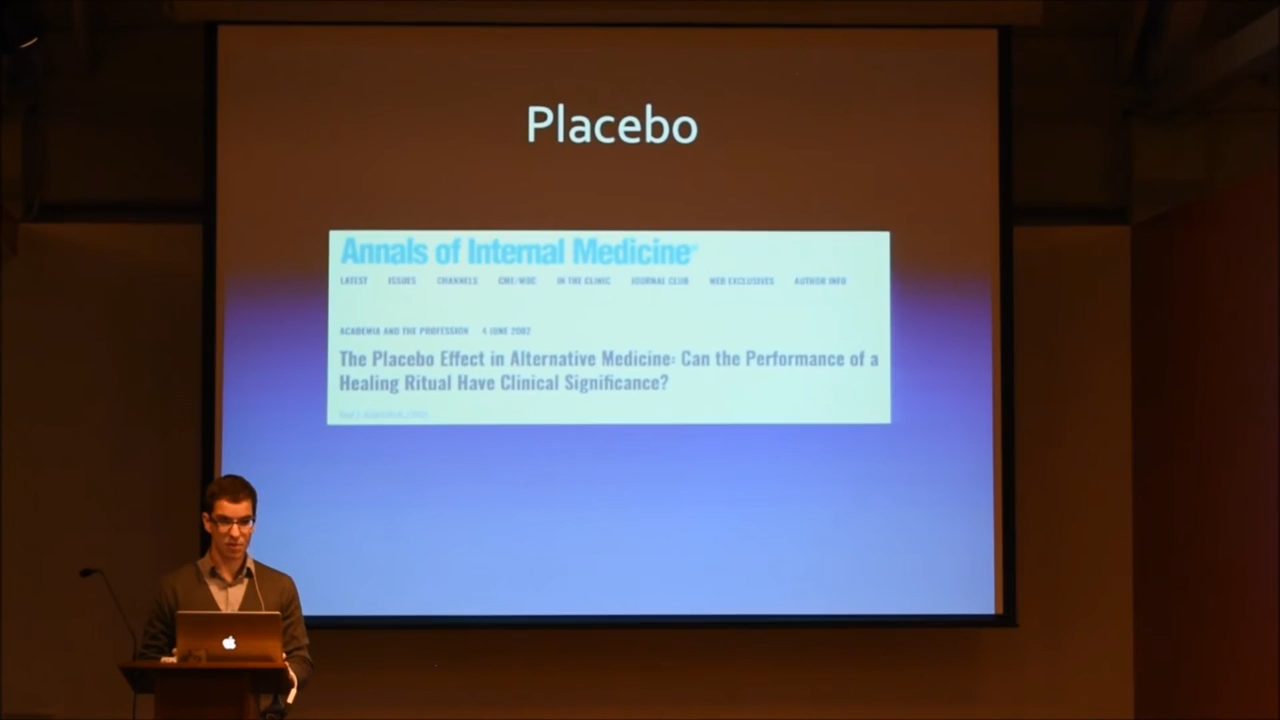 Placebo
Annals of Internal Medicine®
LATEST ISSUES CHANNELS CME/MOC IN THE CLINIC JOURNAL CLUB WEB EXCLUSIVES AUTHOR INFO
ACADEMIA AND THE PROFESSION 4 JUNE 2002
The Placebo Effect in Alternative Medicine: Can the Performance of a
Healing Ritual Have Clinical Significance?